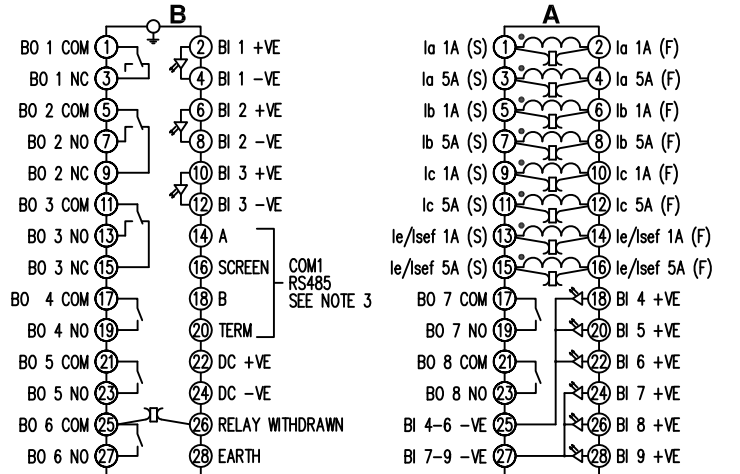 B
BO 1 COM 1 2 BI 1 +VE
BO 1 NC 3 4 BI 1 -VE
BO 2 COM 5 6 BI 2 +VE
BO 2 NO 7 8 BI 2 -VE
BO 2 NC 9 10 BI 3 +VE
BO 3 COM 11 12 BI 3 -VE
BO 3 NO 13 14 A
BO 3 NC 15 16 SCREEN
BO 4 COM 17 18 B
BO 4 NO 19 20 TERM
COM1
RS485
SEE NOTE 3
BO 5 COM 21 22 DC +VE
BO 5 NO 23 24 DC -VE
BO 6 COM 25 26 RELAY WITHDRAWN
BO 6 NO 27 28 EARTH
A
Ia 1A (S) 1 2 Ia 1A (F)
Ia 5A (S) 3 4 Ia 5A (F)
Ib 1A (S) 5 6 Ib 1A (F)
Ib 5A (S) 7 8 Ib 5A (F)
Ic 1A (S) 9 10 Ic 1A (F)
Ic 5A (S) 11 12 Ic 5A (F)
Ie/Isef 1A (S) 13 14 Ie/Isef 1A (F)
Ie/Isef 5A (S) 15 16 Ie/Isef 5A (F)
BO 7 COM 17 18 BI 4 +VE
BO 7 NO 19 20 BI 5 +VE
BO 8 COM 21 22 BI 6 +VE
BO 8 NO 23 24 BI 7 +VE
BI 4-6 -VE 25 26 BI 8 +VE
BI 7-9 -VE 27 28 BI 9 +VE